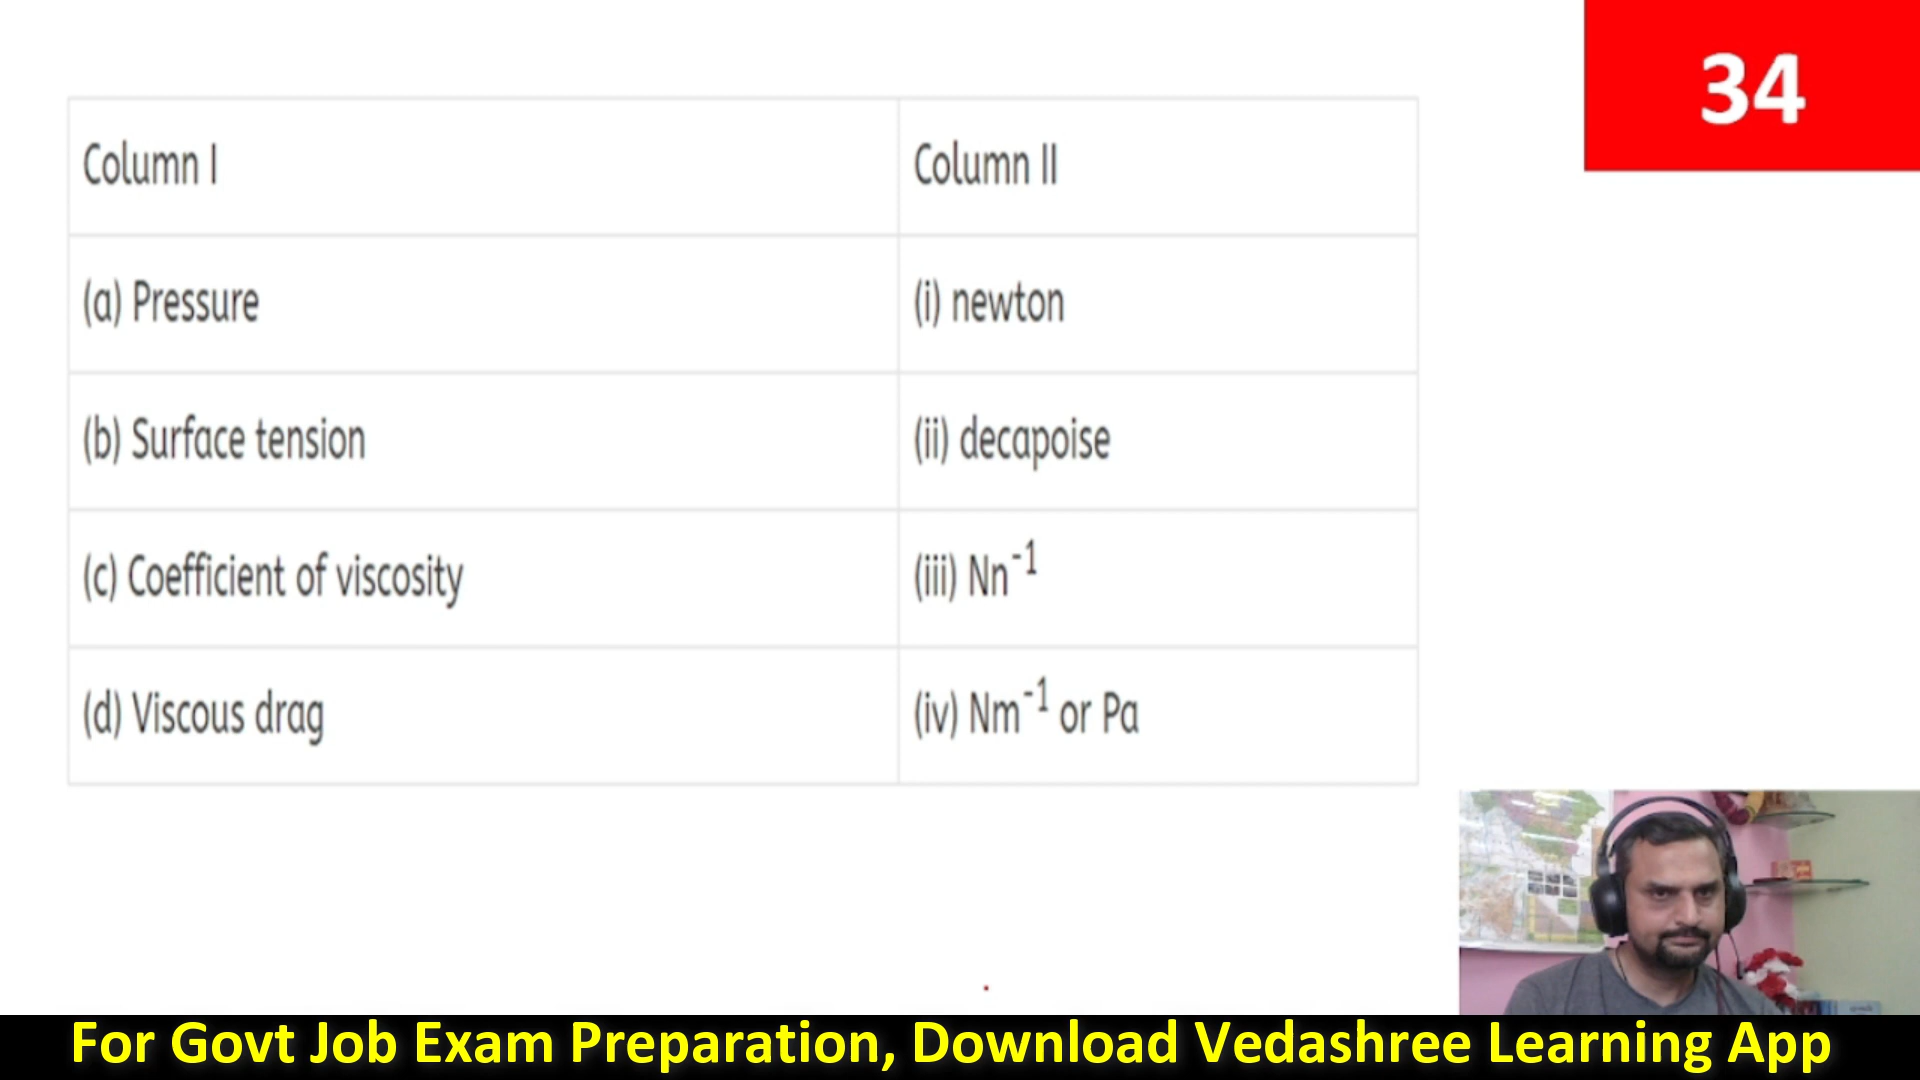 34
Column I
Column II
(a) Pressure
(i) newton
(b) Surface tension
(ii) decapoise
(c) Coefficient of viscosity
(iii) Nn⁻¹
(d) Viscous drag
(iv) Nm⁻¹ or Pa
For Govt Job Exam Preparation, Download Vedashree Learning App